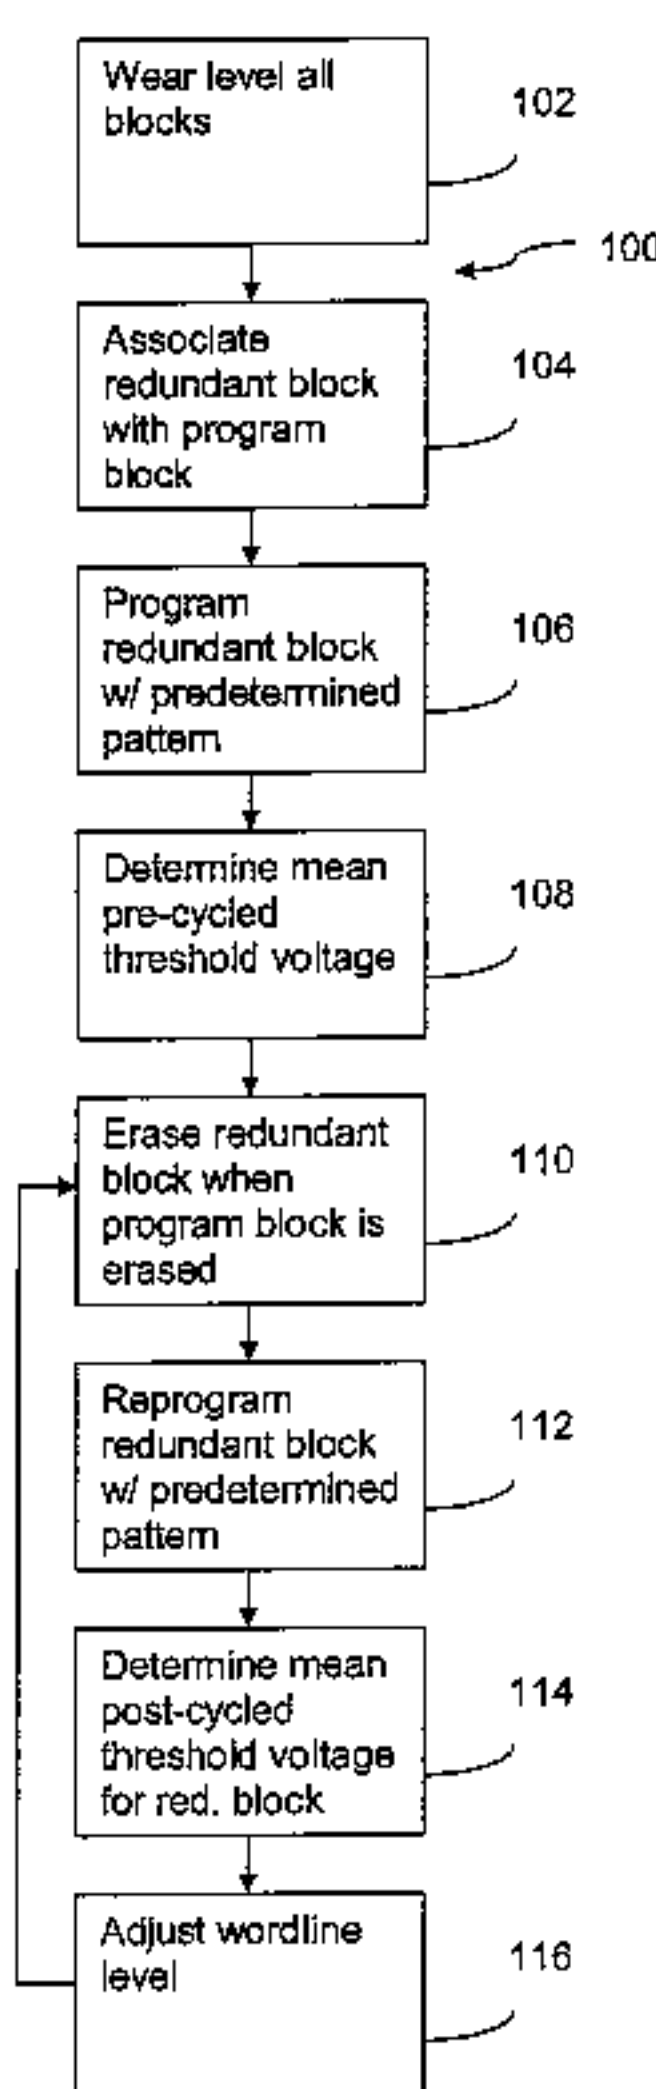 Wear level all
blocks
102
100
Associate
redundant block
with program
block
104
Program
redundant block
w/ predetermined
pattern
106
Determine mean
pre-cycled
threshold voltage
108
Erase redundant
block when
program block is
erased
110
Reprogram
redundant block
w/ predetermined
pattern
112
Determine mean
post-cycled
threshold voltage
for red. block
114
Adjust wordline
level
116